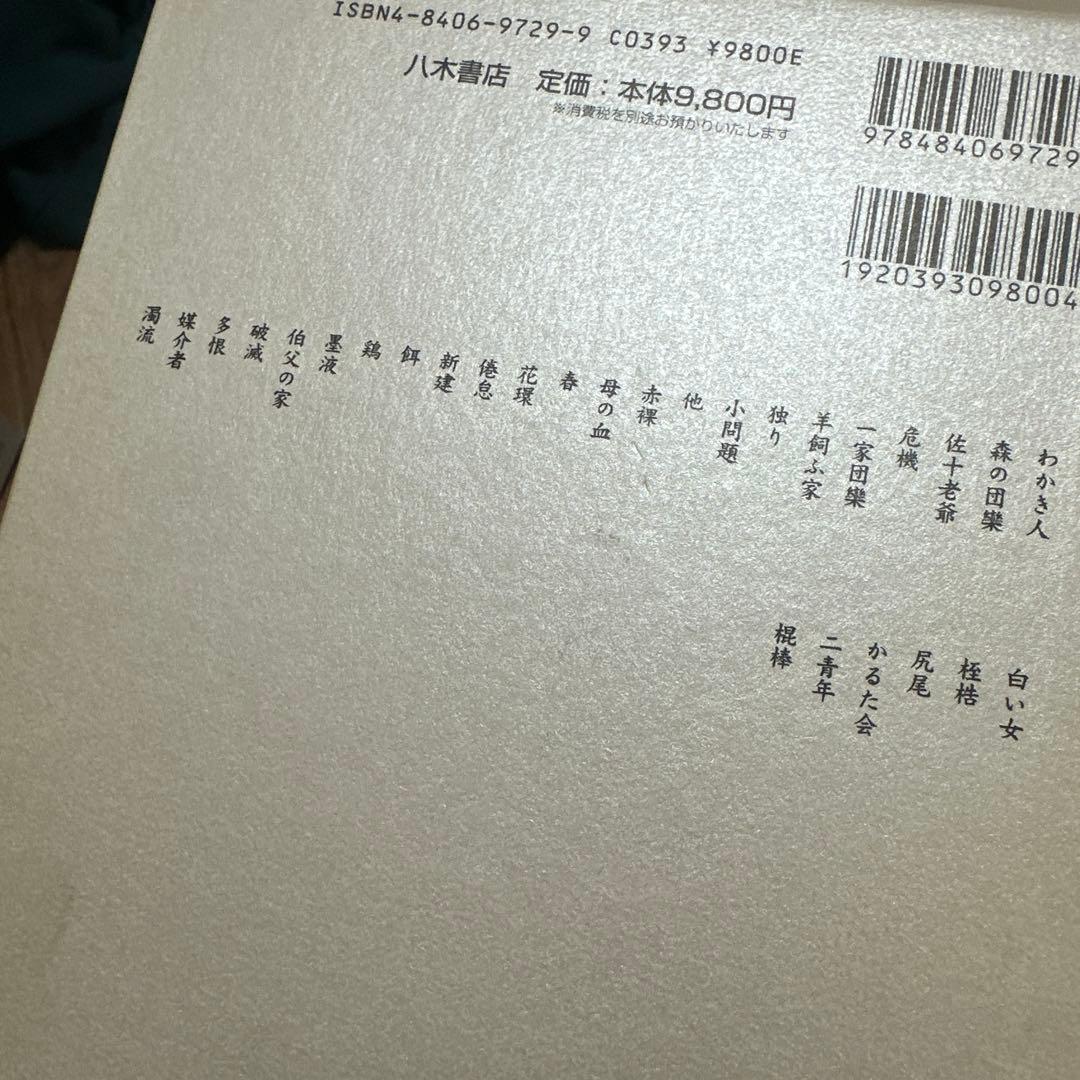 ISBN4-8406-9729-9 C0393 ¥9800E
八木書店 定価：本体9,800円
※消費税を別途お預かりいたします
978484069729
1920393098004
わかき人
森の団欒
佐十老爺
危機
一家団欒
羊飼ふ家
独り
小問題
他
赤裸
母の血
春
花環
倦怠
新建
餌
鶏
墨液
伯父の家
破滅
多恨
媒介者
濁流
白い女
桎梏
尻尾
かるた会
二青年
棍棒